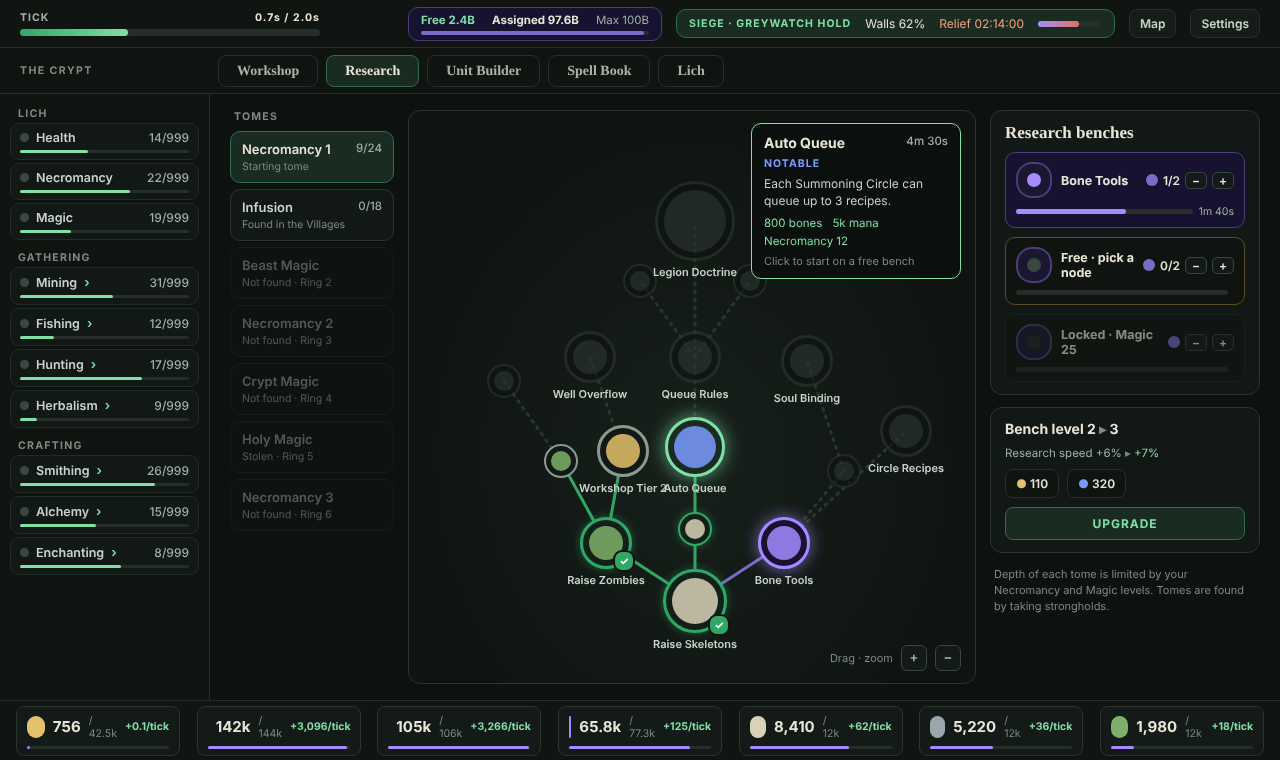 TICK
0.7s / 2.0s
Free 2.4B Assigned 97.6B Max 100B
SIEGE · GREYWATCH HOLD Walls 62% Relief 02:14:00
Map
Settings
THE CRYPT
Workshop
Research
Unit Builder
Spell Book
Lich
LICH
Health 14/999
Necromancy 22/999
Magic 19/999
GATHERING
Mining › 31/999
Fishing › 12/999
Hunting › 17/999
Herbalism › 9/999
CRAFTING
Smithing › 26/999
Alchemy › 15/999
Enchanting › 8/999
TOMES
Necromancy 1 9/24
Starting tome
Infusion 0/18
Found in the Villages
Beast Magic
Not found · Ring 2
Necromancy 2
Not found · Ring 3
Crypt Magic
Not found · Ring 4
Holy Magic
Stolen · Ring 5
Necromancy 3
Not found · Ring 6
Auto Queue 4m 30s
NOTABLE
Each Summoning Circle can
queue up to 3 recipes.
800 bones 5k mana
Necromancy 12
Click to start on a free bench
Legion Doctrine
Well Overflow
Queue Rules
Soul Binding
Circle Recipes
Workshop Tier 2
Auto Queue
Raise Zombies
Bone Tools
Raise Skeletons
Drag · zoom + −
Research benches
Bone Tools 1/2 − +
1m 40s
Free · pick a
node
0/2 − +
Locked · Magic
25
− +
Bench level 2 ▸ 3
Research speed +6% ▸ +7%
110 320
UPGRADE
Depth of each tome is limited by your
Necromancy and Magic levels. Tomes are found
by taking strongholds.
756 / 42.5k +0.1/tick
142k / 144k +3,096/tick
105k / 106k +3,266/tick
65.8k / 77.3k +125/tick
8,410 / 12k +62/tick
5,220 / 12k +36/tick
1,980 / 12k +18/tick